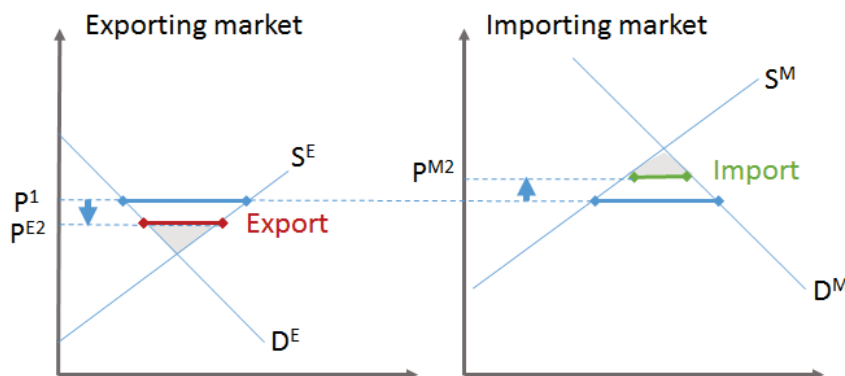 Exporting market
Importing market
S^E
P^1
P^E2
Export
D^E
S^M
P^M2
Import
D^M